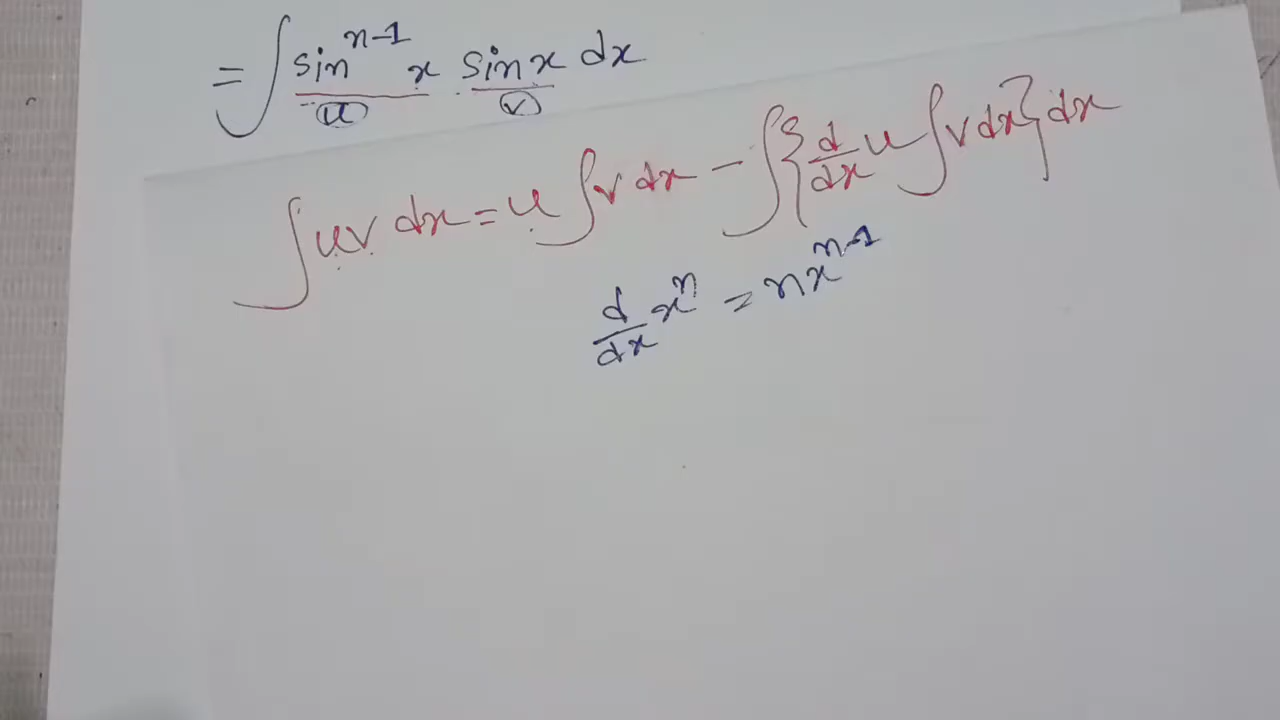 = ∫ sin^{n-1} x sin x dx
(u) (v)
∫ uv dx = u ∫ v dx - ∫ { d/dx u ∫ v dx } dx
d/dx x^n = n x^{n-1}